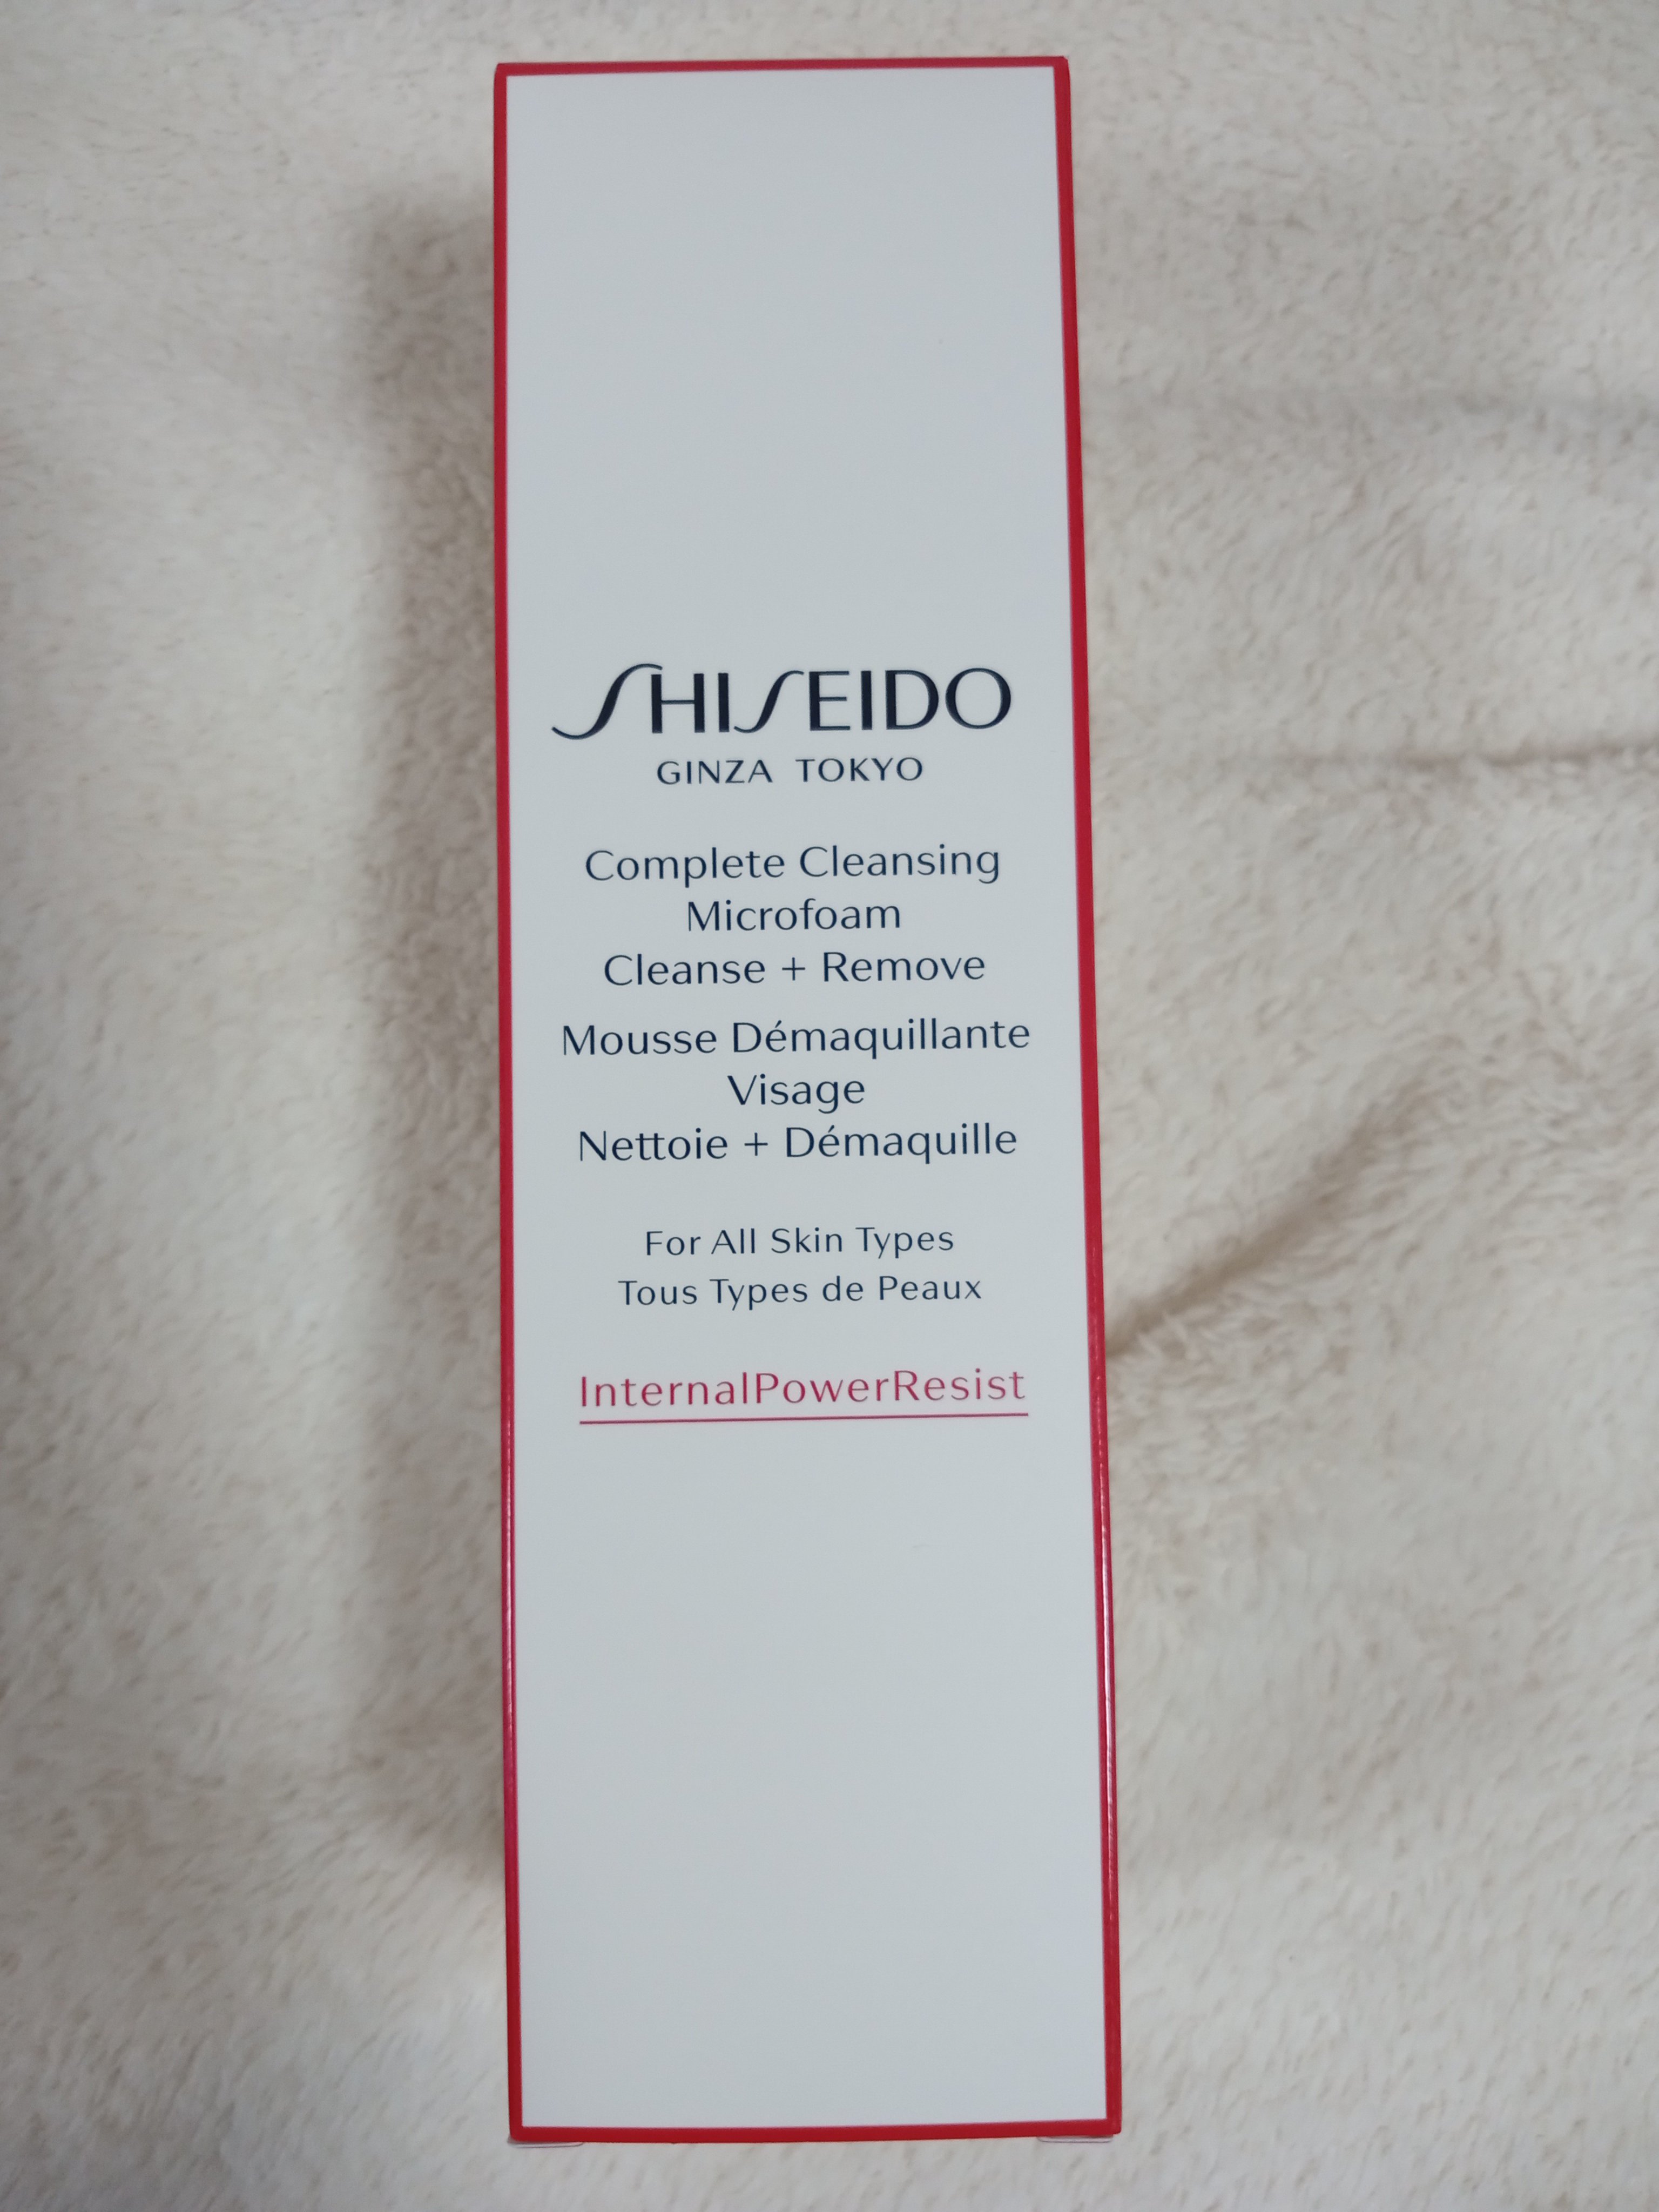 SHISEIDO
GINZA TOKYO
Complete Cleansing
Microfoam
Cleanse + Remove
Mousse Démaquillante
Visage
Nettoie + Démaquille
For All Skin Types
Tous Types de Peaux
InternalPowerResist